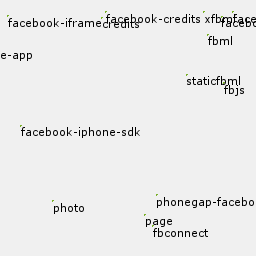 facebook-credits xfbml face
facebook-iframe
credits
facebo
fbml
e-app
staticfbml
fbjs
facebook-iphone-sdk
phonegap-facebo
photo
page
fbconnect